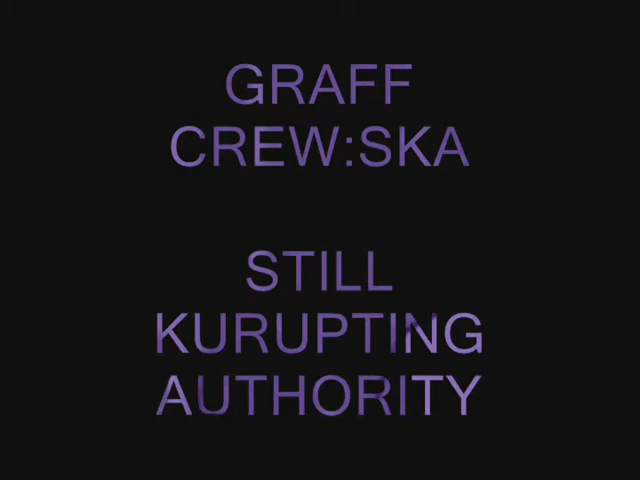 GRAFF
CREW:SKA
STILL
KURUPTING
AUTHORITY